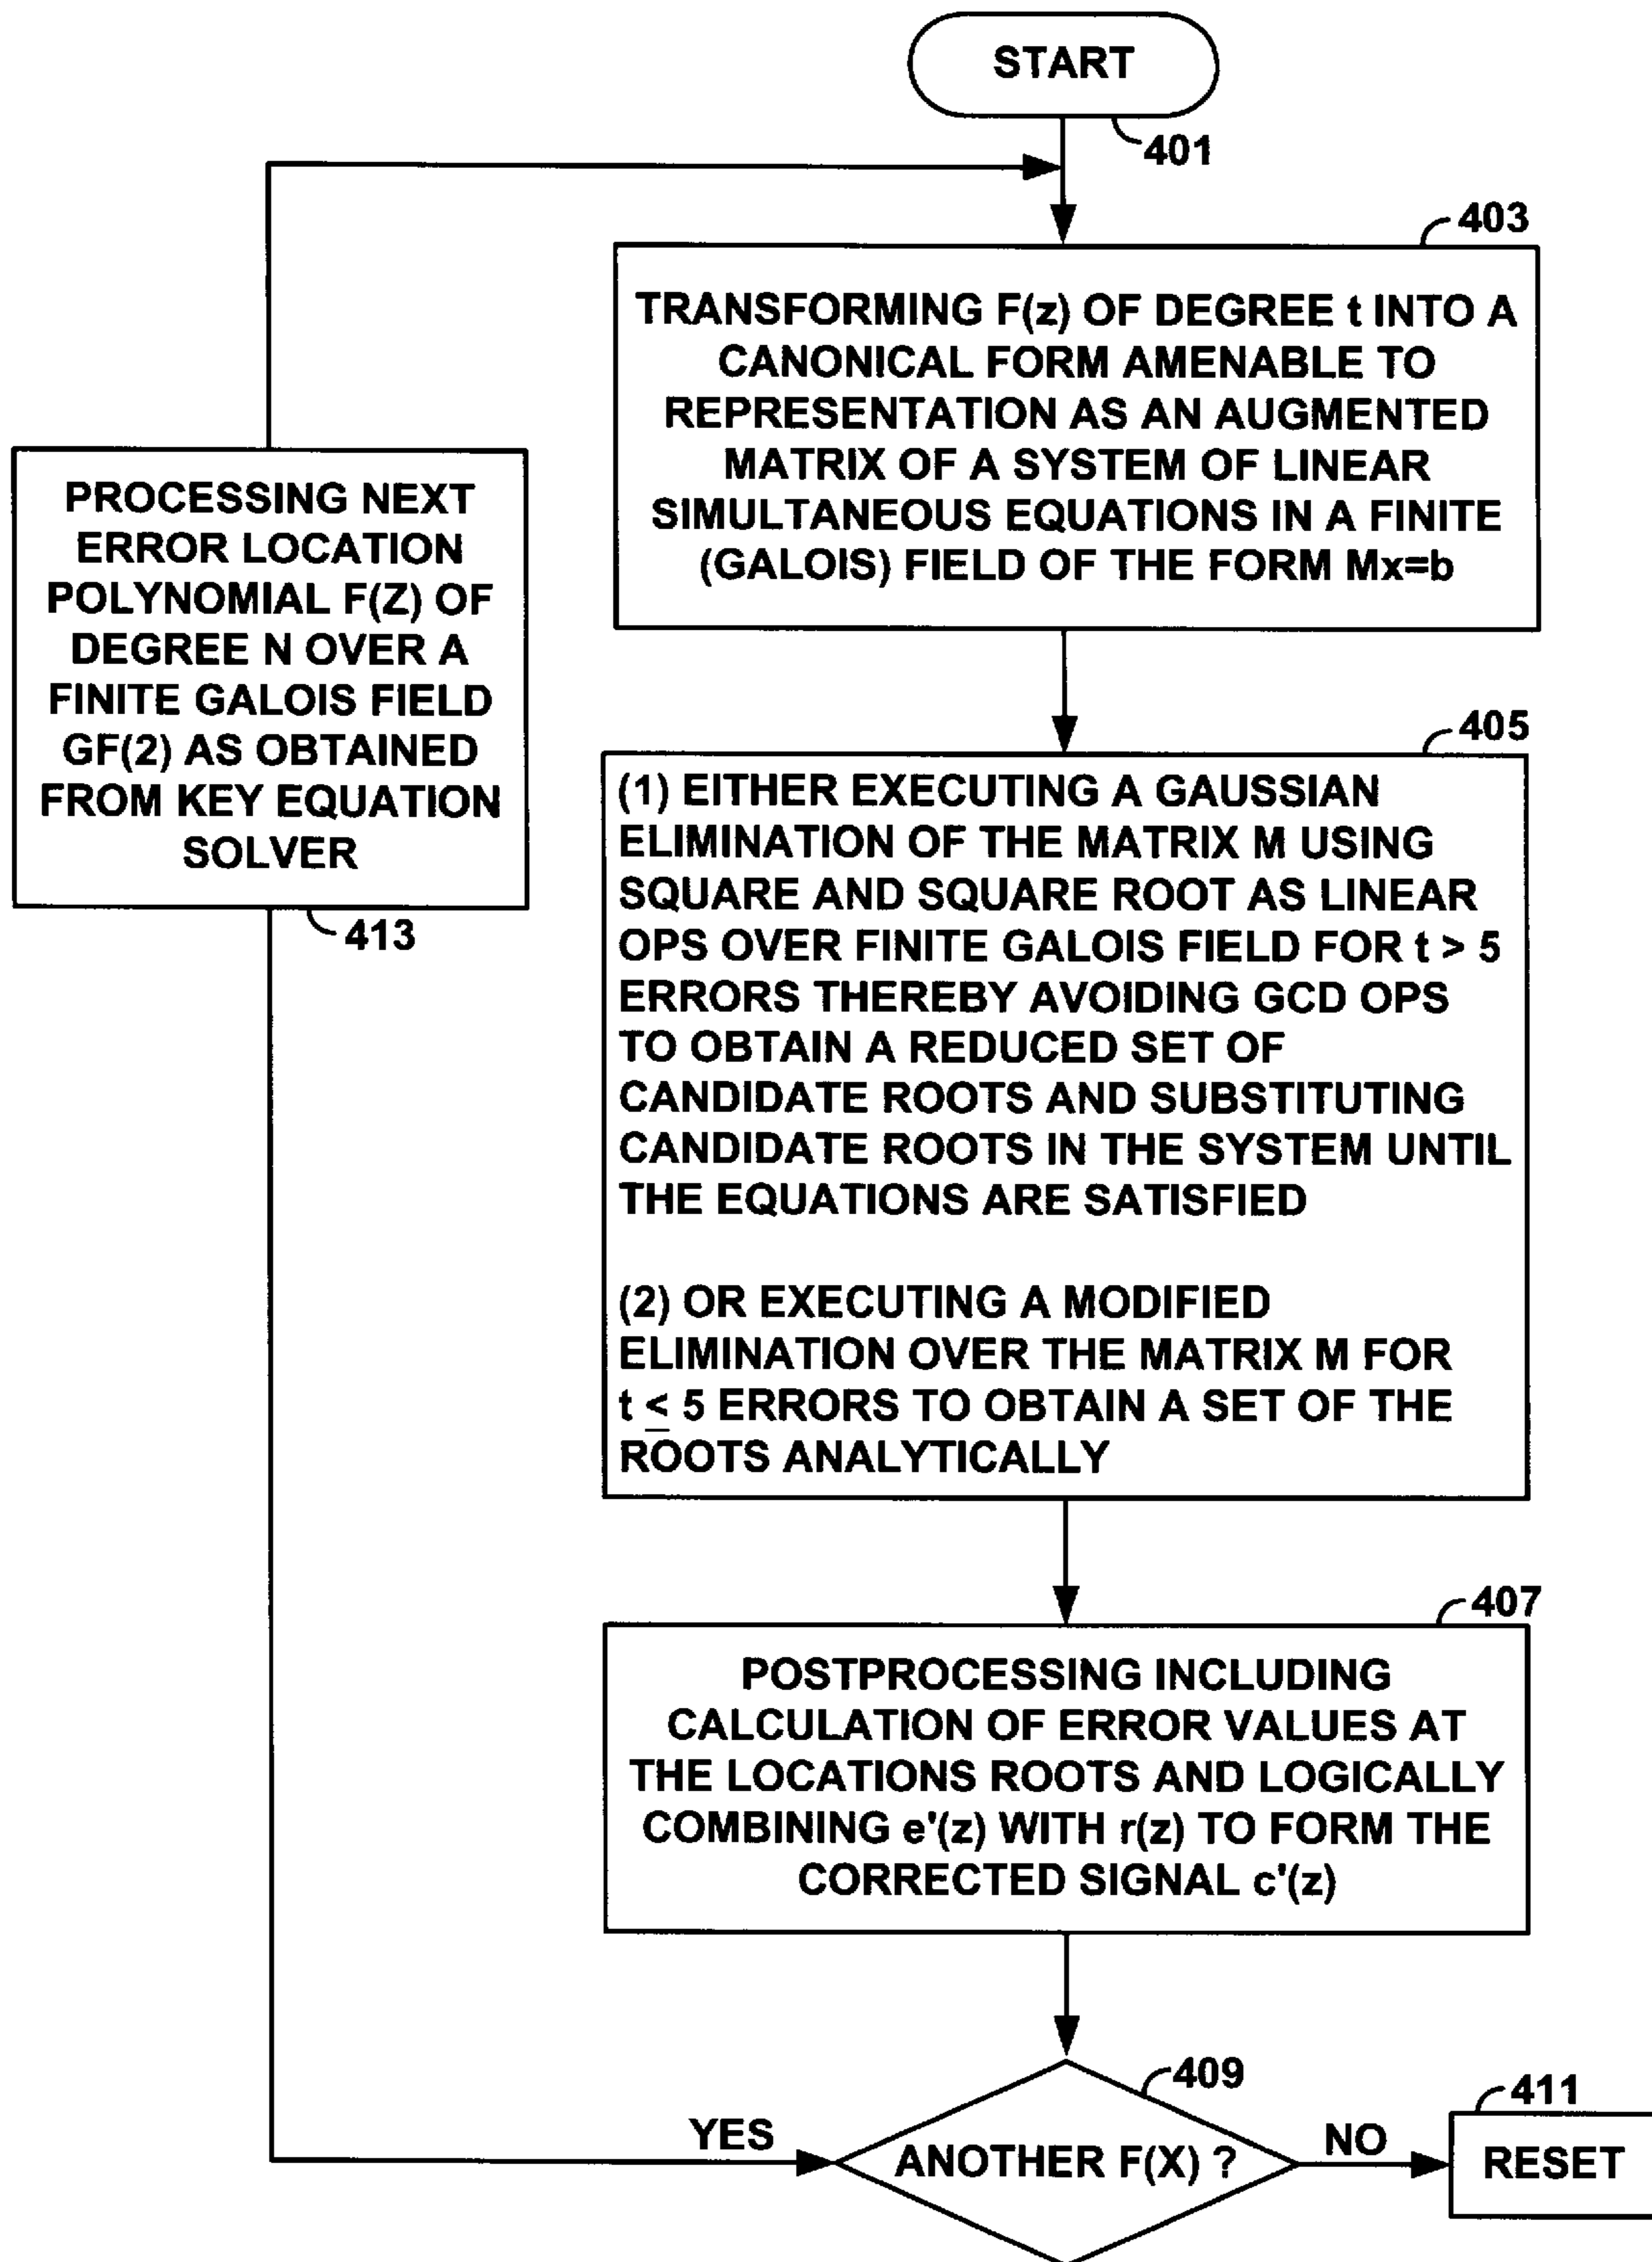 START
401
403
TRANSFORMING F(z) OF DEGREE t INTO A
CANONICAL FORM AMENABLE TO
REPRESENTATION AS AN AUGMENTED
MATRIX OF A SYSTEM OF LINEAR
SIMULTANEOUS EQUATIONS IN A FINITE
(GALOIS) FIELD OF THE FORM Mx=b
PROCESSING NEXT
ERROR LOCATION
POLYNOMIAL F(Z) OF
DEGREE N OVER A
FINITE GALOIS FIELD
GF(2) AS OBTAINED
FROM KEY EQUATION
SOLVER
413
405
(1) EITHER EXECUTING A GAUSSIAN
ELIMINATION OF THE MATRIX M USING
SQUARE AND SQUARE ROOT AS LINEAR
OPS OVER FINITE GALOIS FIELD FOR t > 5
ERRORS THEREBY AVOIDING GCD OPS
TO OBTAIN A REDUCED SET OF
CANDIDATE ROOTS AND SUBSTITUTING
CANDIDATE ROOTS IN THE SYSTEM UNTIL
THE EQUATIONS ARE SATISFIED
(2) OR EXECUTING A MODIFIED
ELIMINATION OVER THE MATRIX M FOR
t ≤ 5 ERRORS TO OBTAIN A SET OF THE
ROOTS ANALYTICALLY
407
POSTPROCESSING INCLUDING
CALCULATION OF ERROR VALUES AT
THE LOCATIONS ROOTS AND LOGICALLY
COMBINING e'(z) WITH r(z) TO FORM THE
CORRECTED SIGNAL c'(z)
409
411
YES
ANOTHER F(X) ?
NO
RESET